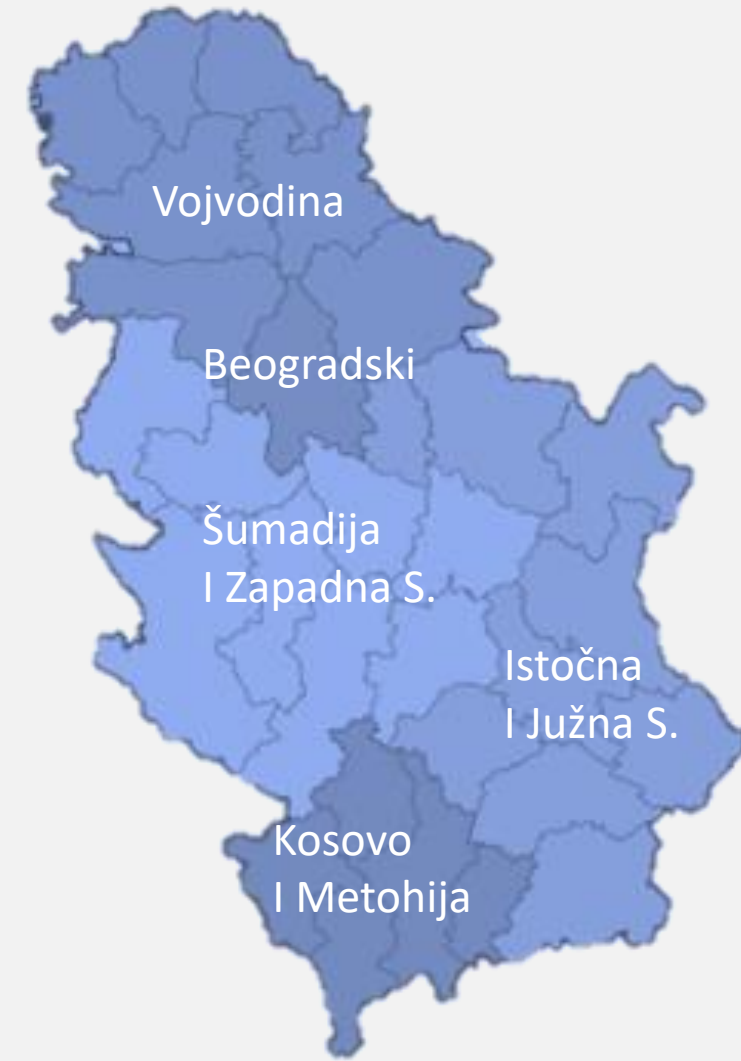 Vojvodina
Beogradski
Šumadija
I Zapadna S.
Istočna
I Južna S.
Kosovo
I Metohija